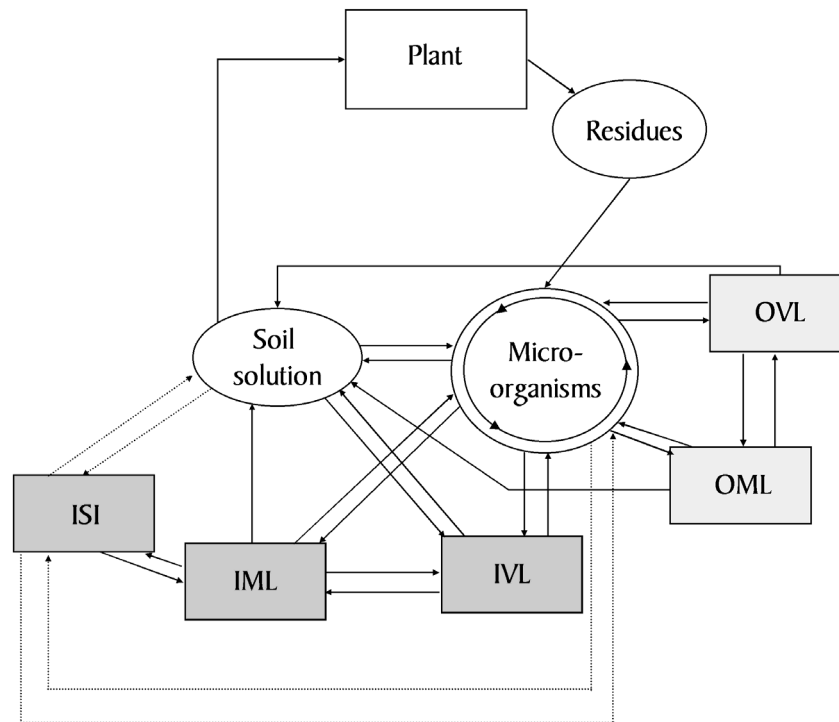 Plant
Residues
OVL
Soil
solution
Micro-
organisms
OML
ISI
IML
IVL